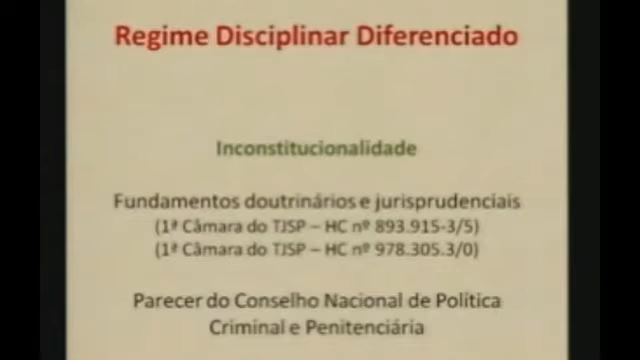 Regime Disciplinar Diferenciado
Inconstitucionalidade
Fundamentos doutrinários e jurisprudenciais
(1ª Câmara do TJSP – HC nº 893.915-3/5)
(1ª Câmara do TJSP – HC nº 978.305.3/0)
Parecer do Conselho Nacional de Política
Criminal e Penitenciária